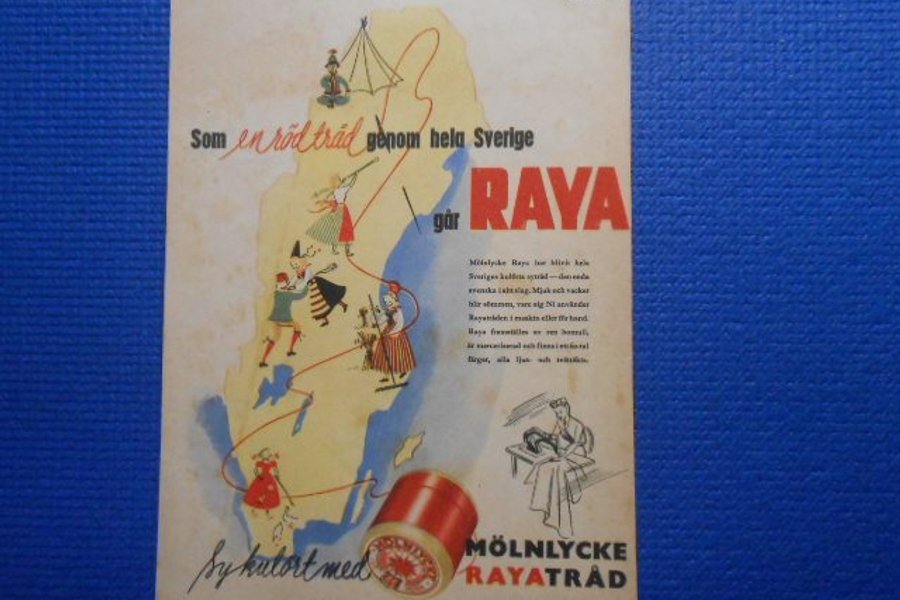 Som en röd tråd genom hela Sverige
går RAYA
Mölnlycke Raya har blivit hela
Sveriges kulörta sytråd — den enda
svenska i sitt slag. Mjuk och vacker
blir sömmen, vare sig Ni använder
Rayatråden i maskin eller för hand.
Raya framställes av ren bomull,
är merceriserad och finns i ett
färger, alla ljus- och tvättäkta.
Sy kulört med
MÖLNLYCKE
MÖLNLYCKE
RAYATRÅD